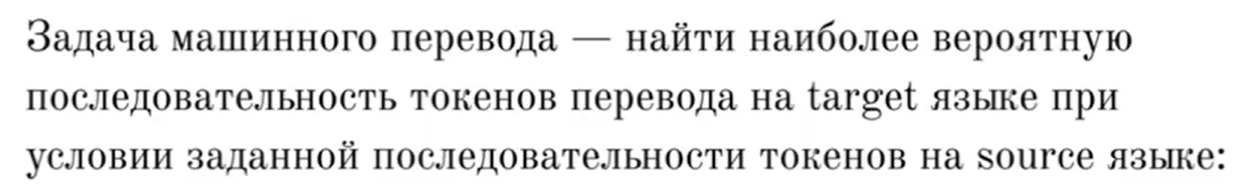 Задача машинного перевода — найти наиболее вероятную
последовательность токенов перевода на target языке при
условии заданной последовательности токенов на source языке: